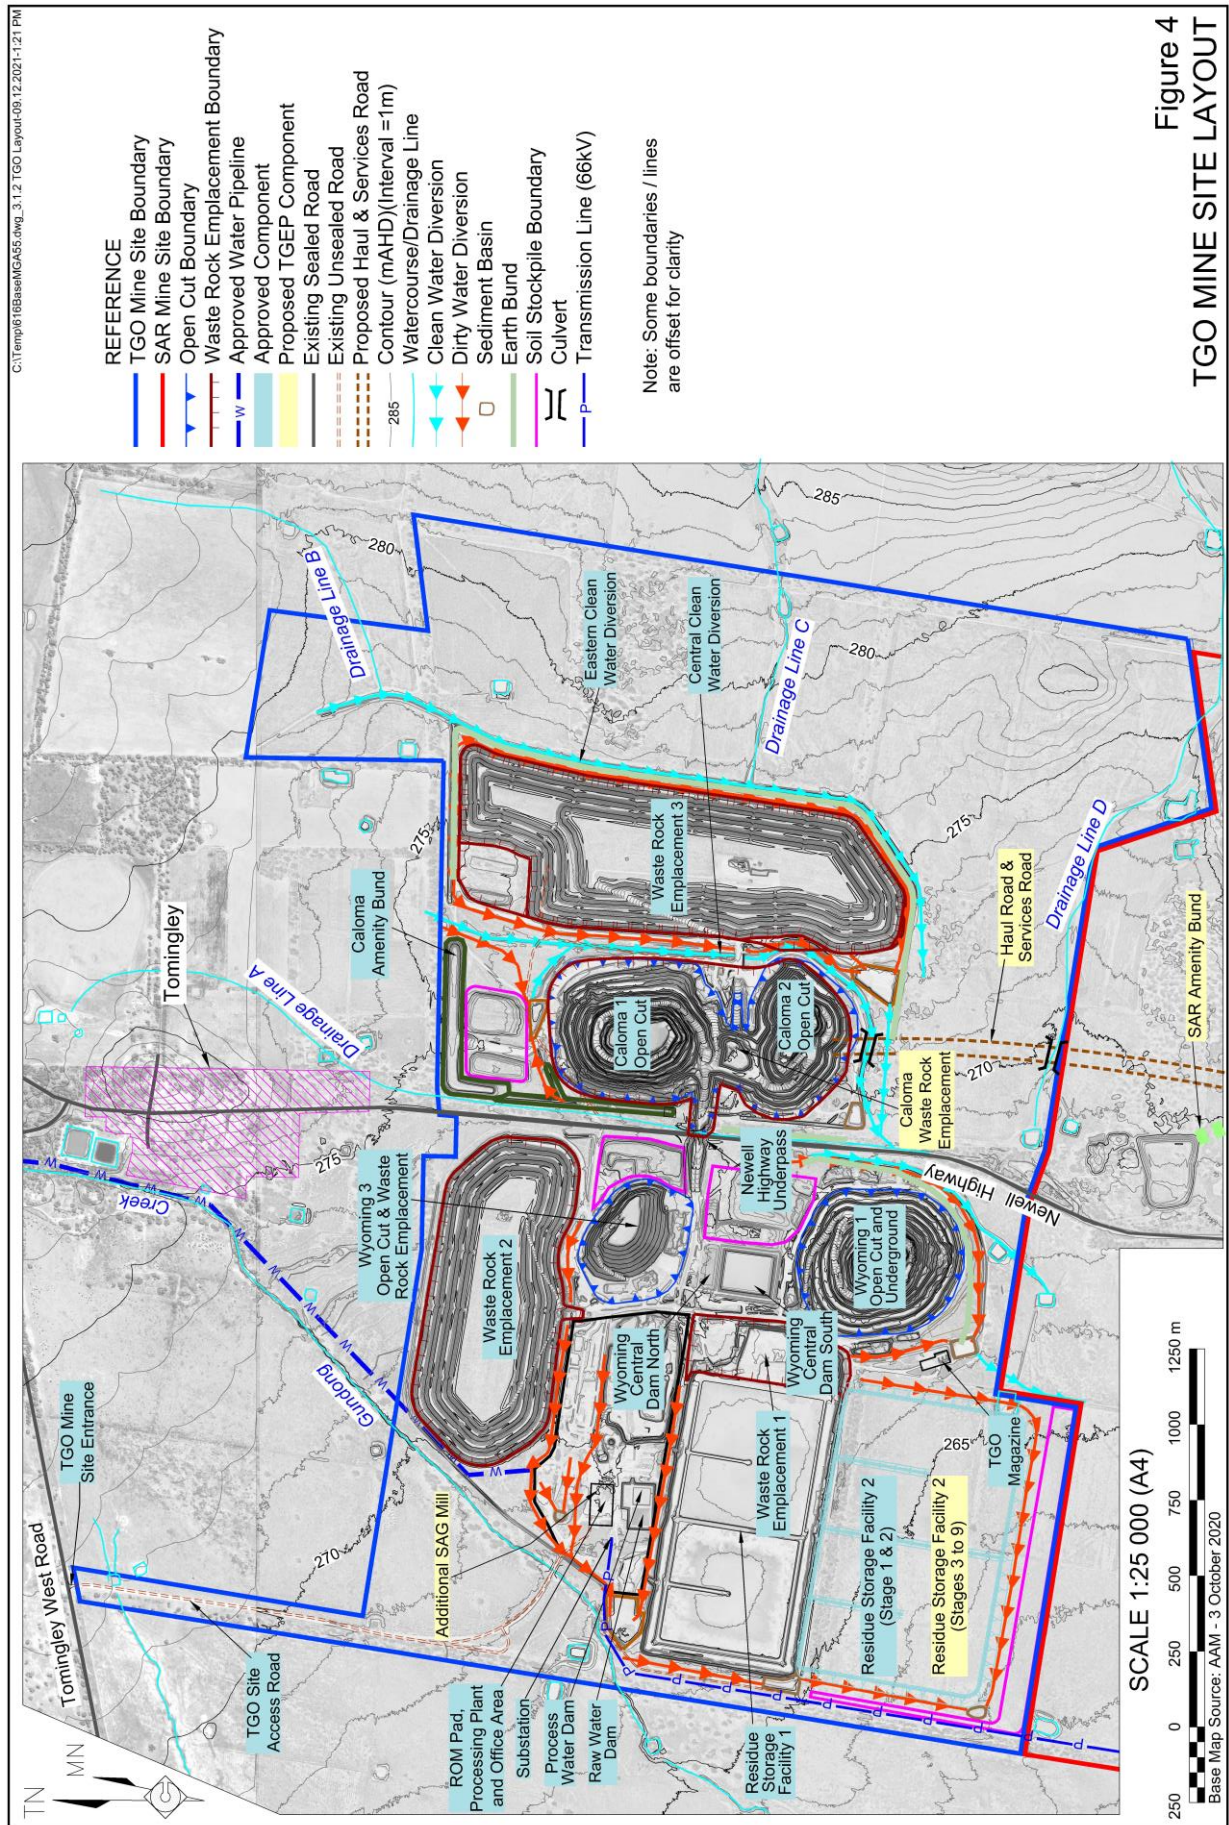 C:\Temp\616BaseMGA55.dwg_3.1.2 TGO Layout-09.12.2021-1:21 PM
REFERENCE
TGO Mine Site Boundary
SAR Mine Site Boundary
Open Cut Boundary
Waste Rock Emplacement Boundary
W
Approved Water Pipeline
Approved Component
Proposed TGEP Component
Existing Sealed Road
Existing Unsealed Road
Proposed Haul & Services Road
285
Contour (mAHD)(Interval =1m)
Watercourse/Drainage Line
Clean Water Diversion
Dirty Water Diversion
Sediment Basin
Earth Bund
Soil Stockpile Boundary
Culvert
P
Transmission Line (66kV)
Note: Some boundaries / lines
are offset for clarity
Figure 4
TGO MINE SITE LAYOUT
TN
MN
Tomingley West Road
TGO Mine
Site Entrance
TGO Site
Access Road
270
Gundong
Creek
W
W
W
W
W
W
W
W
W
W
Tomingley
275
Drainage Line A
Caloma
Amenity Bund
275
Drainage Line B
280
Eastern Clean
Water Diversion
Central Clean
Water Diversion
285
Drainage Line C
280
Waste Rock
Emplacement 3
275
Wyoming 3
Open Cut & Waste
Rock Emplacement
Waste Rock
Emplacement 2
Caloma 1
Open Cut
Caloma 2
Open Cut
Caloma
Waste Rock
Emplacement
Haul Road &
Services Road
270
Drainage Line D
SAR Amenity Bund
Newell
Highway
Underpass
Newell Highway
Wyoming 1
Open Cut and
Underground
Wyoming
Central
Dam North
Wyoming
Central
Dam South
Waste Rock
Emplacement 1
TGO
Magazine
265
Additional SAG Mill
ROM Pad,
Processing Plant
and Office Area
Substation
Process
Water Dam
Raw Water
Dam
Residue
Storage
Facility 1
Residue Storage Facility 2
(Stage 1 & 2)
Residue Storage Facility 2
(Stages 3 to 9)
P
P
P
P
P
P
P
P
P
SCALE 1:25 000 (A4)
250
0
250
500
750
1000
1250 m
Base Map Source: AAM - 3 October 2020